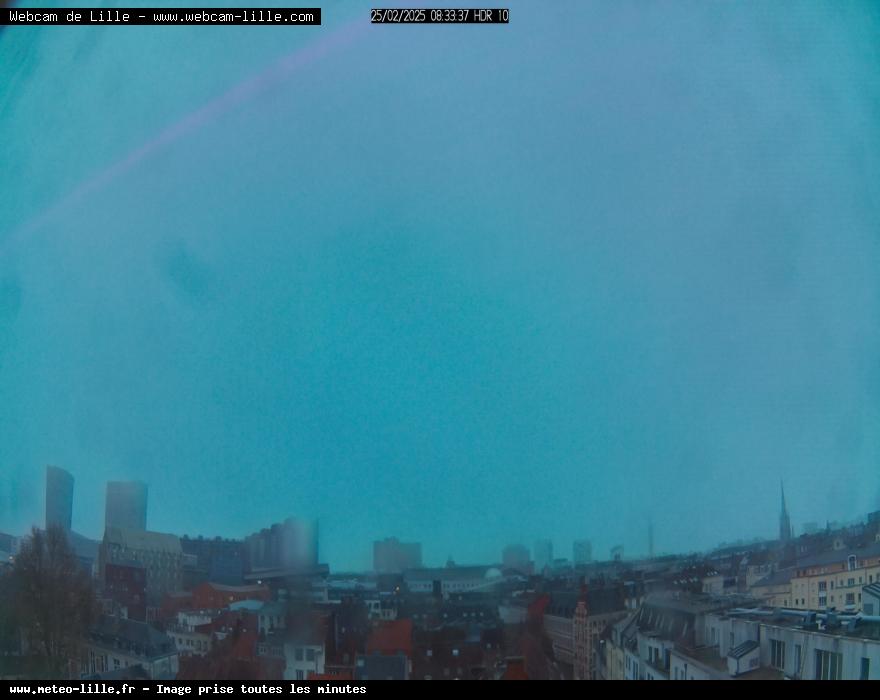 Webcam de Lille - www.webcam-lille.com
25/02/2025 08:33:37 HDR 10
www.meteo-lille.fr - Image prise toutes les minutes